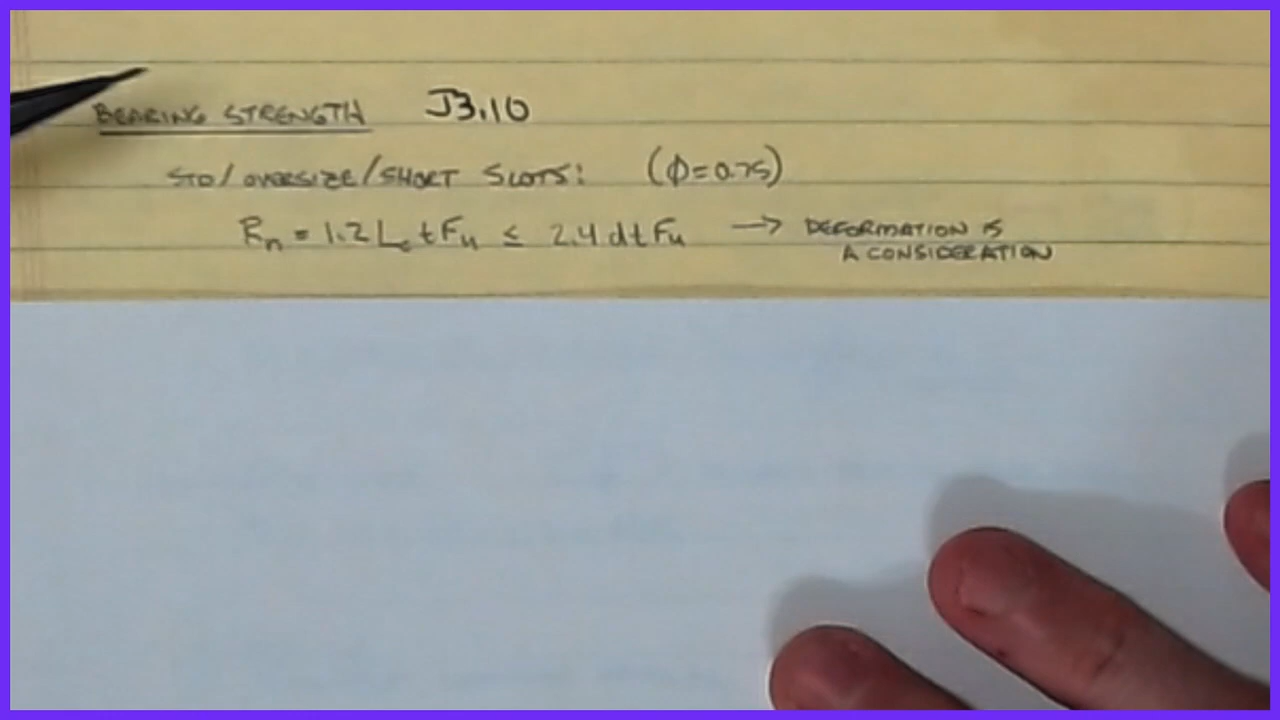 BEARING STRENGTH J3.10
STD/OVERSIZE/SHORT SLOTS: (ϕ=0.75)
Rn = 1.2 Lc t Fu ≤ 2.4 dt Fu → DEFORMATION IS
A CONSIDERATION